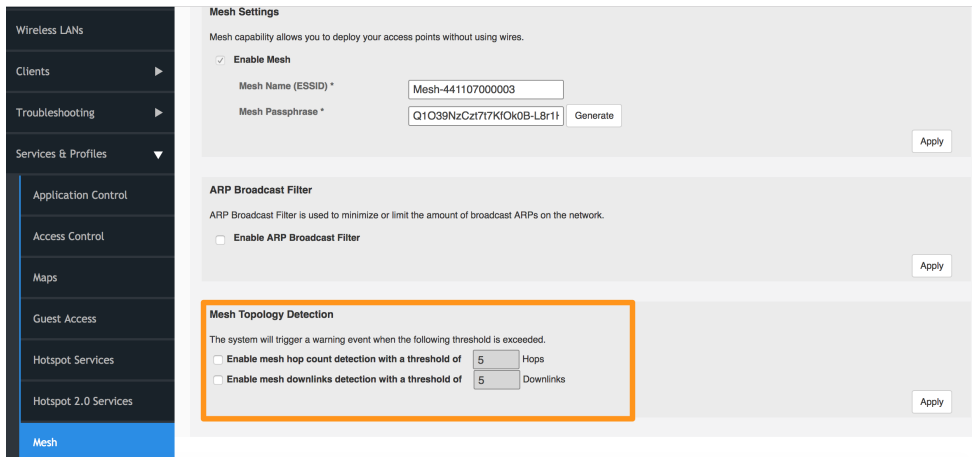 Wireless LANs
Clients
Troubleshooting
Services & Profiles
Application Control
Access Control
Maps
Guest Access
Hotspot Services
Hotspot 2.0 Services
Mesh
Mesh Settings
Mesh capability allows you to deploy your access points without using wires.
Enable Mesh
Mesh Name (ESSID) * Mesh-441107000003
Mesh Passphrase * Generate
Apply
ARP Broadcast Filter
ARP Broadcast Filter is used to minimize or limit the amount of broadcast ARPs on the network.
Enable ARP Broadcast Filter
Apply
Mesh Topology Detection
The system will trigger a warning event when the following threshold is exceeded.
Enable mesh hop count detection with a threshold of 5 Hops
Enable mesh downlinks detection with a threshold of 5 Downlinks
Apply